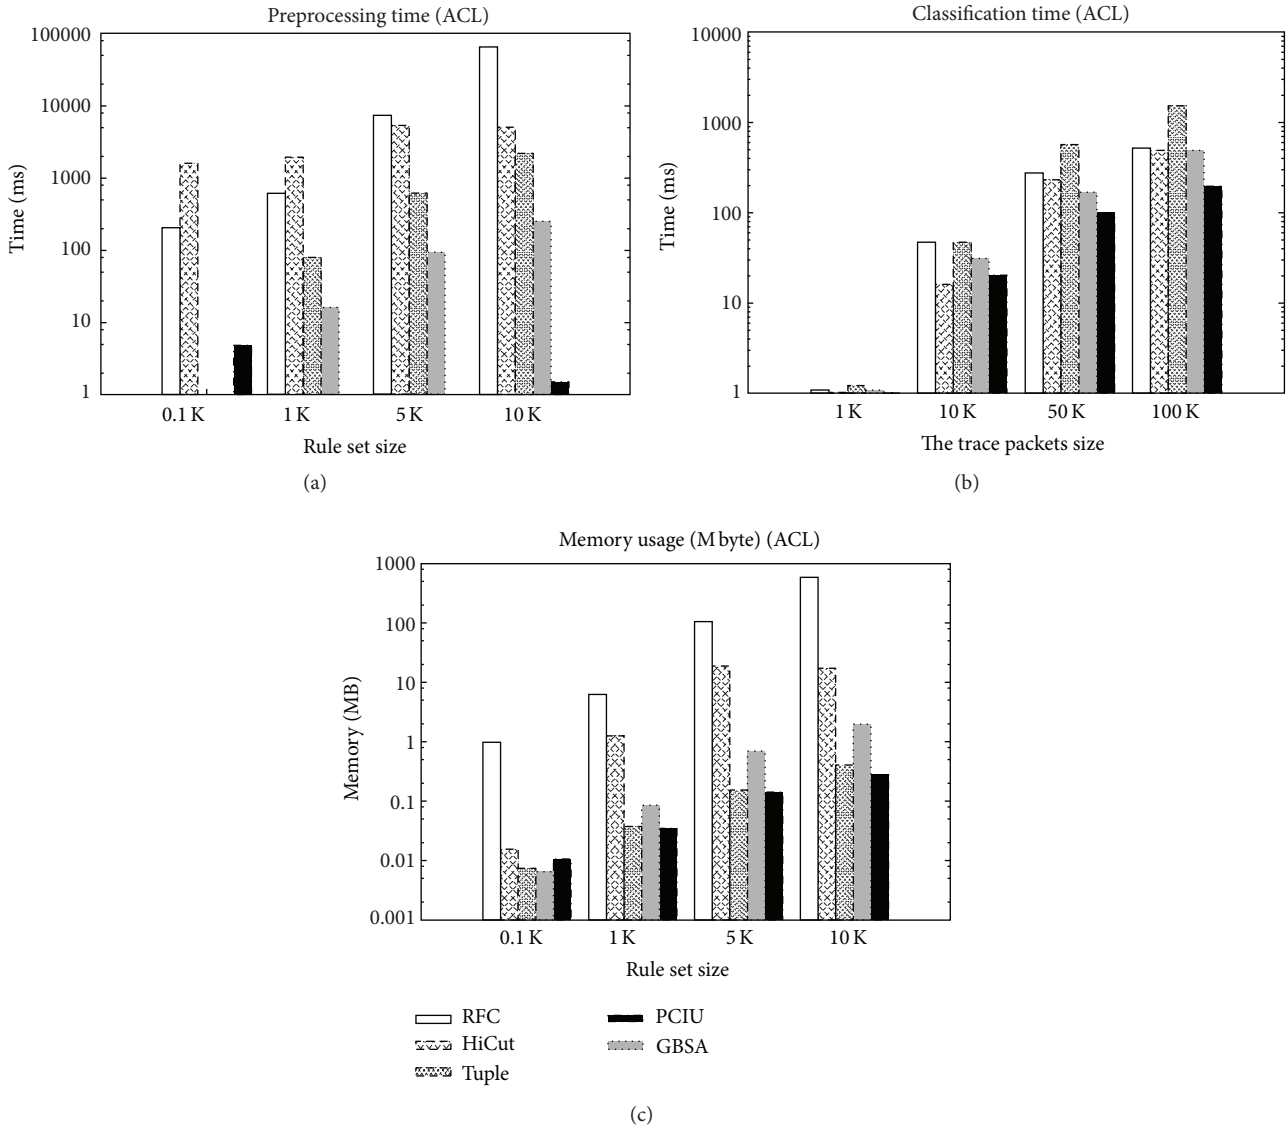 Preprocessing time (ACL)
100000
10000
1000
100
10
1
Time (ms)
0.1 K 1 K 5 K 10 K
Rule set size
(a)
Classification time (ACL)
10000
1000
100
10
1
Time (ms)
1 K 10 K 50 K 100 K
The trace packets size
(b)
Memory usage (M byte) (ACL)
1000
100
10
1
0.1
0.01
0.001
Memory (MB)
0.1 K 1 K 5 K 10 K
Rule set size
RFC PCIU
HiCut GBSA
Tuple
(c)